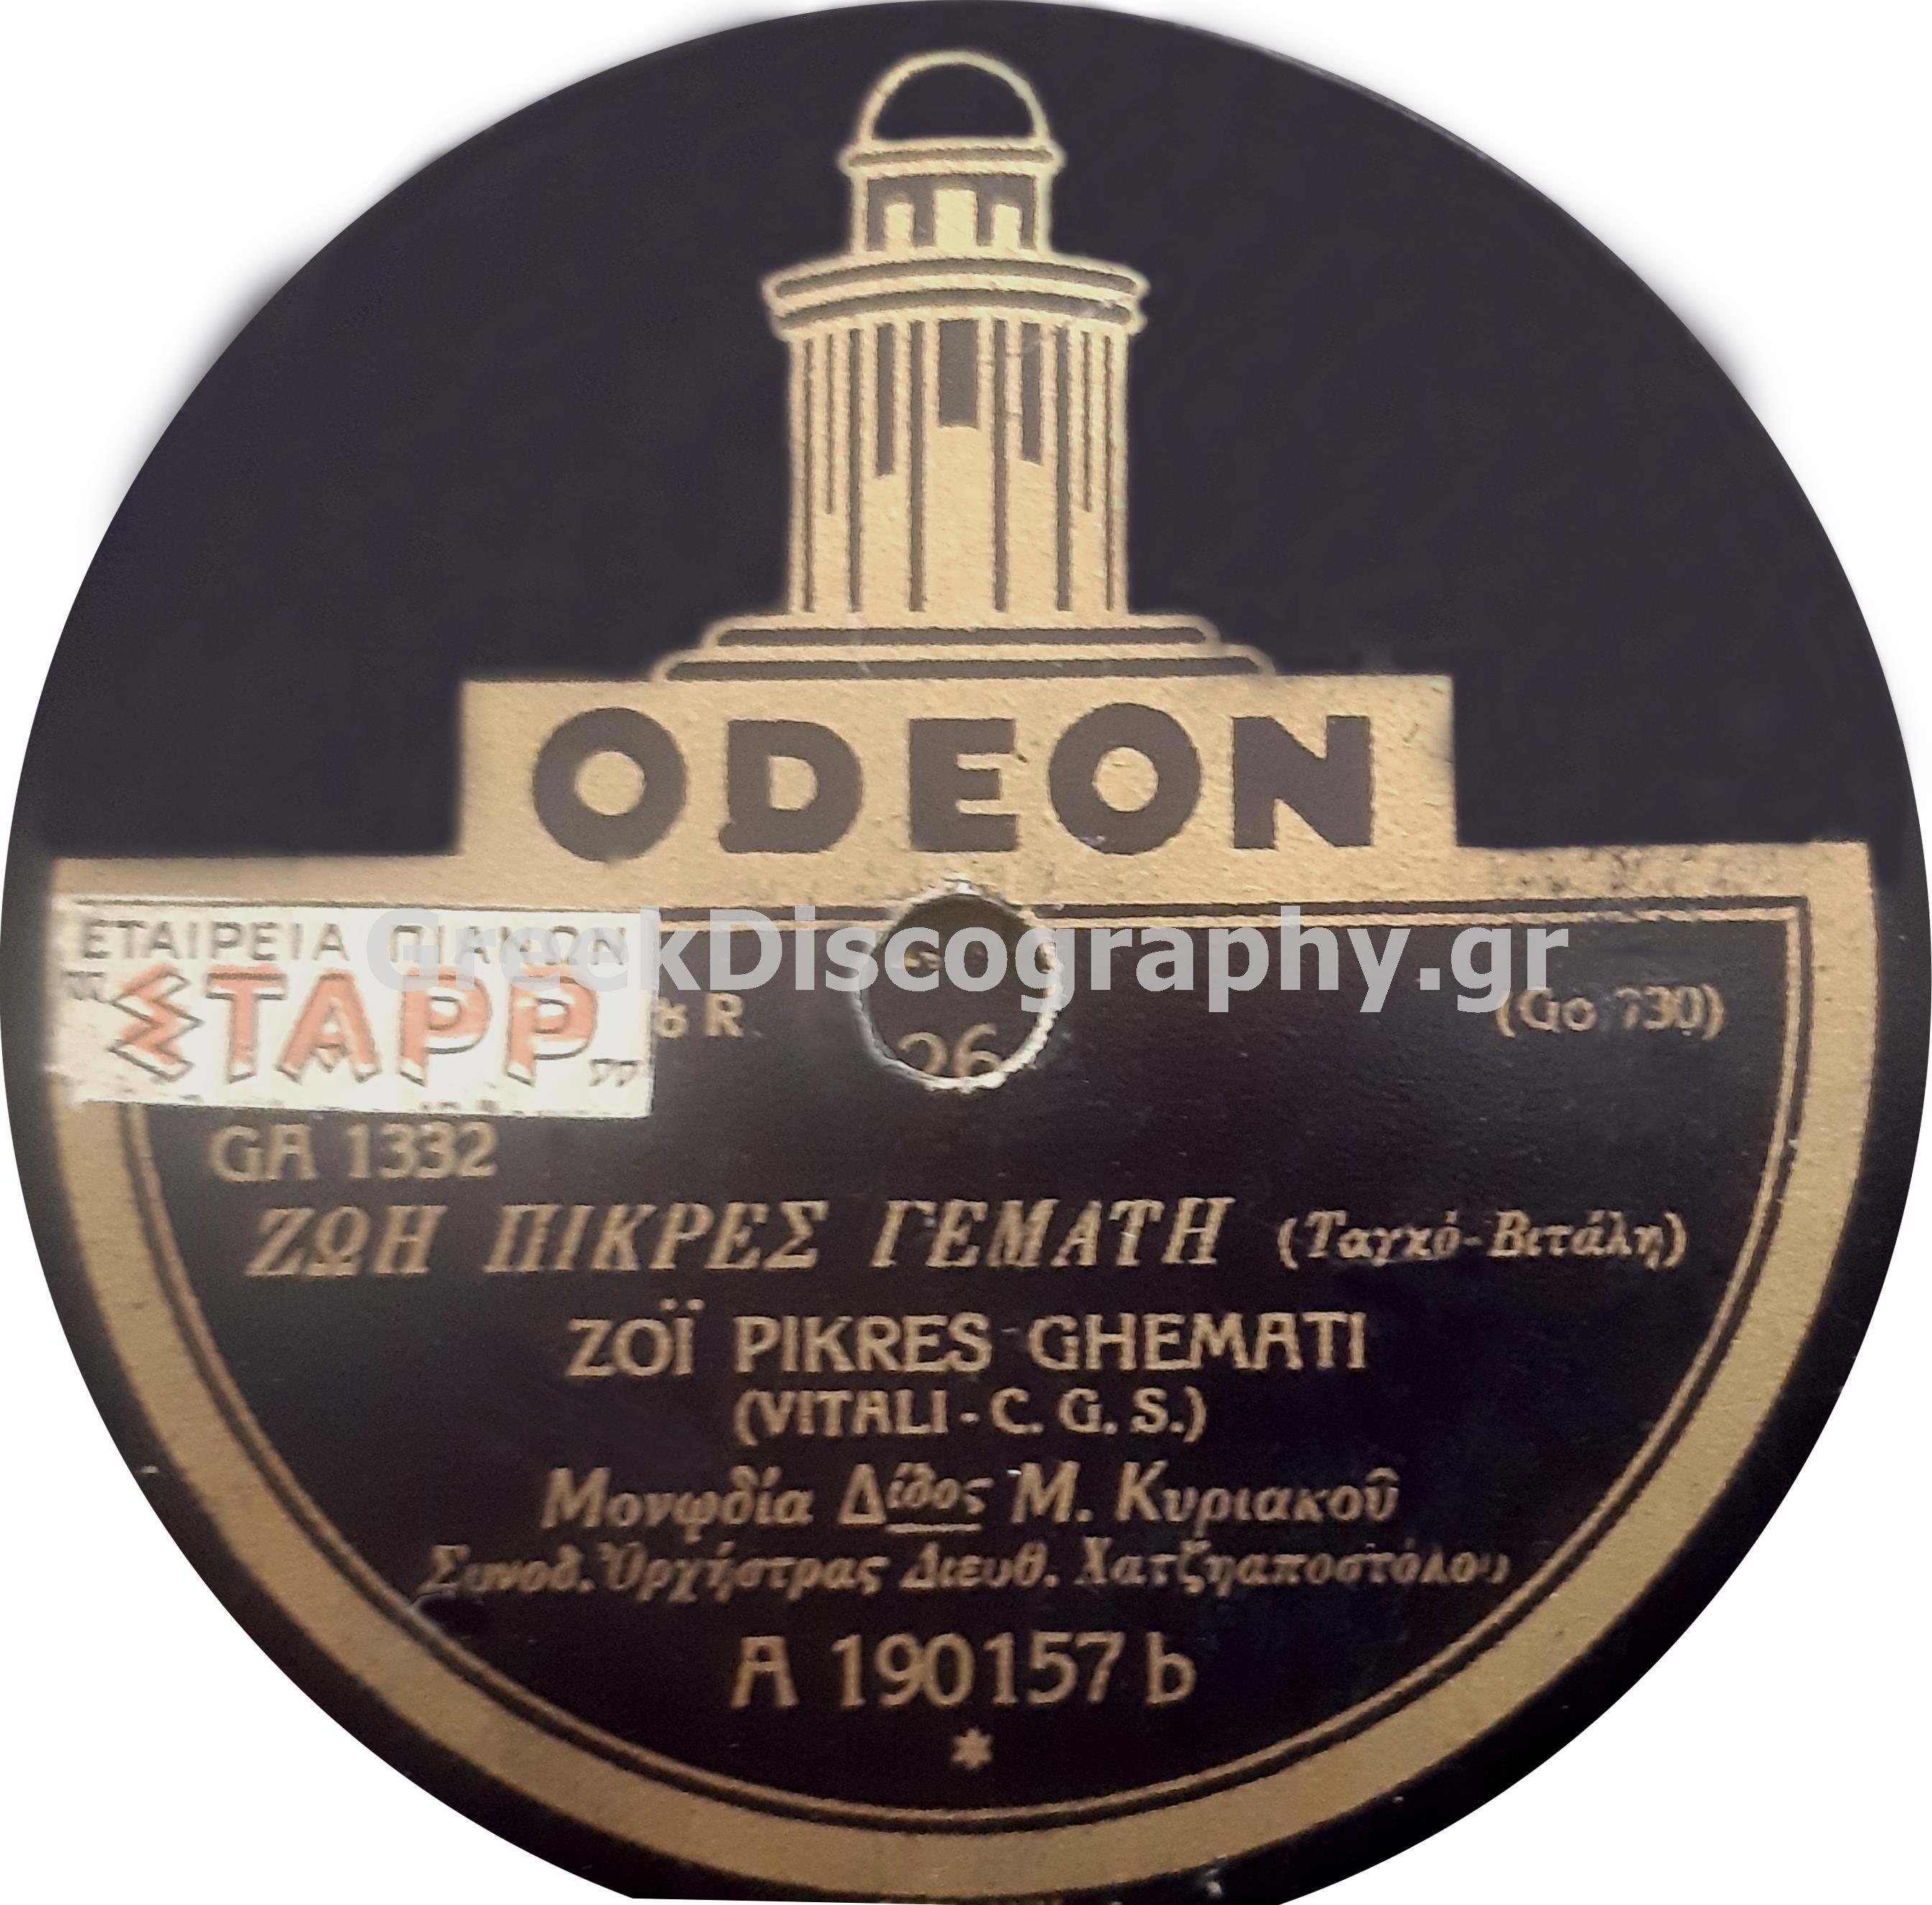 ODEON
ΕΤΑΙΡΕΙΑ ΠΙΑΝΩΝ
GreekDiscography.gr
"ΣΤΑΡΡ"
R
26
(Go 730)
GA 1332
ΖΩΗ ΠΙΚΡΕΣ ΓΕΜΑΤΗ (Ταγκό-Βιτάλη)
ZOÏ PIKRES GHEMATI
(VITALI - C. G. S.)
Μονῳδία Δίδος Μ. Κυριακοῦ
Συνοδ. Ὀρχήστρας Διευθ. Χατζηαποστόλου
A 190157 b
*